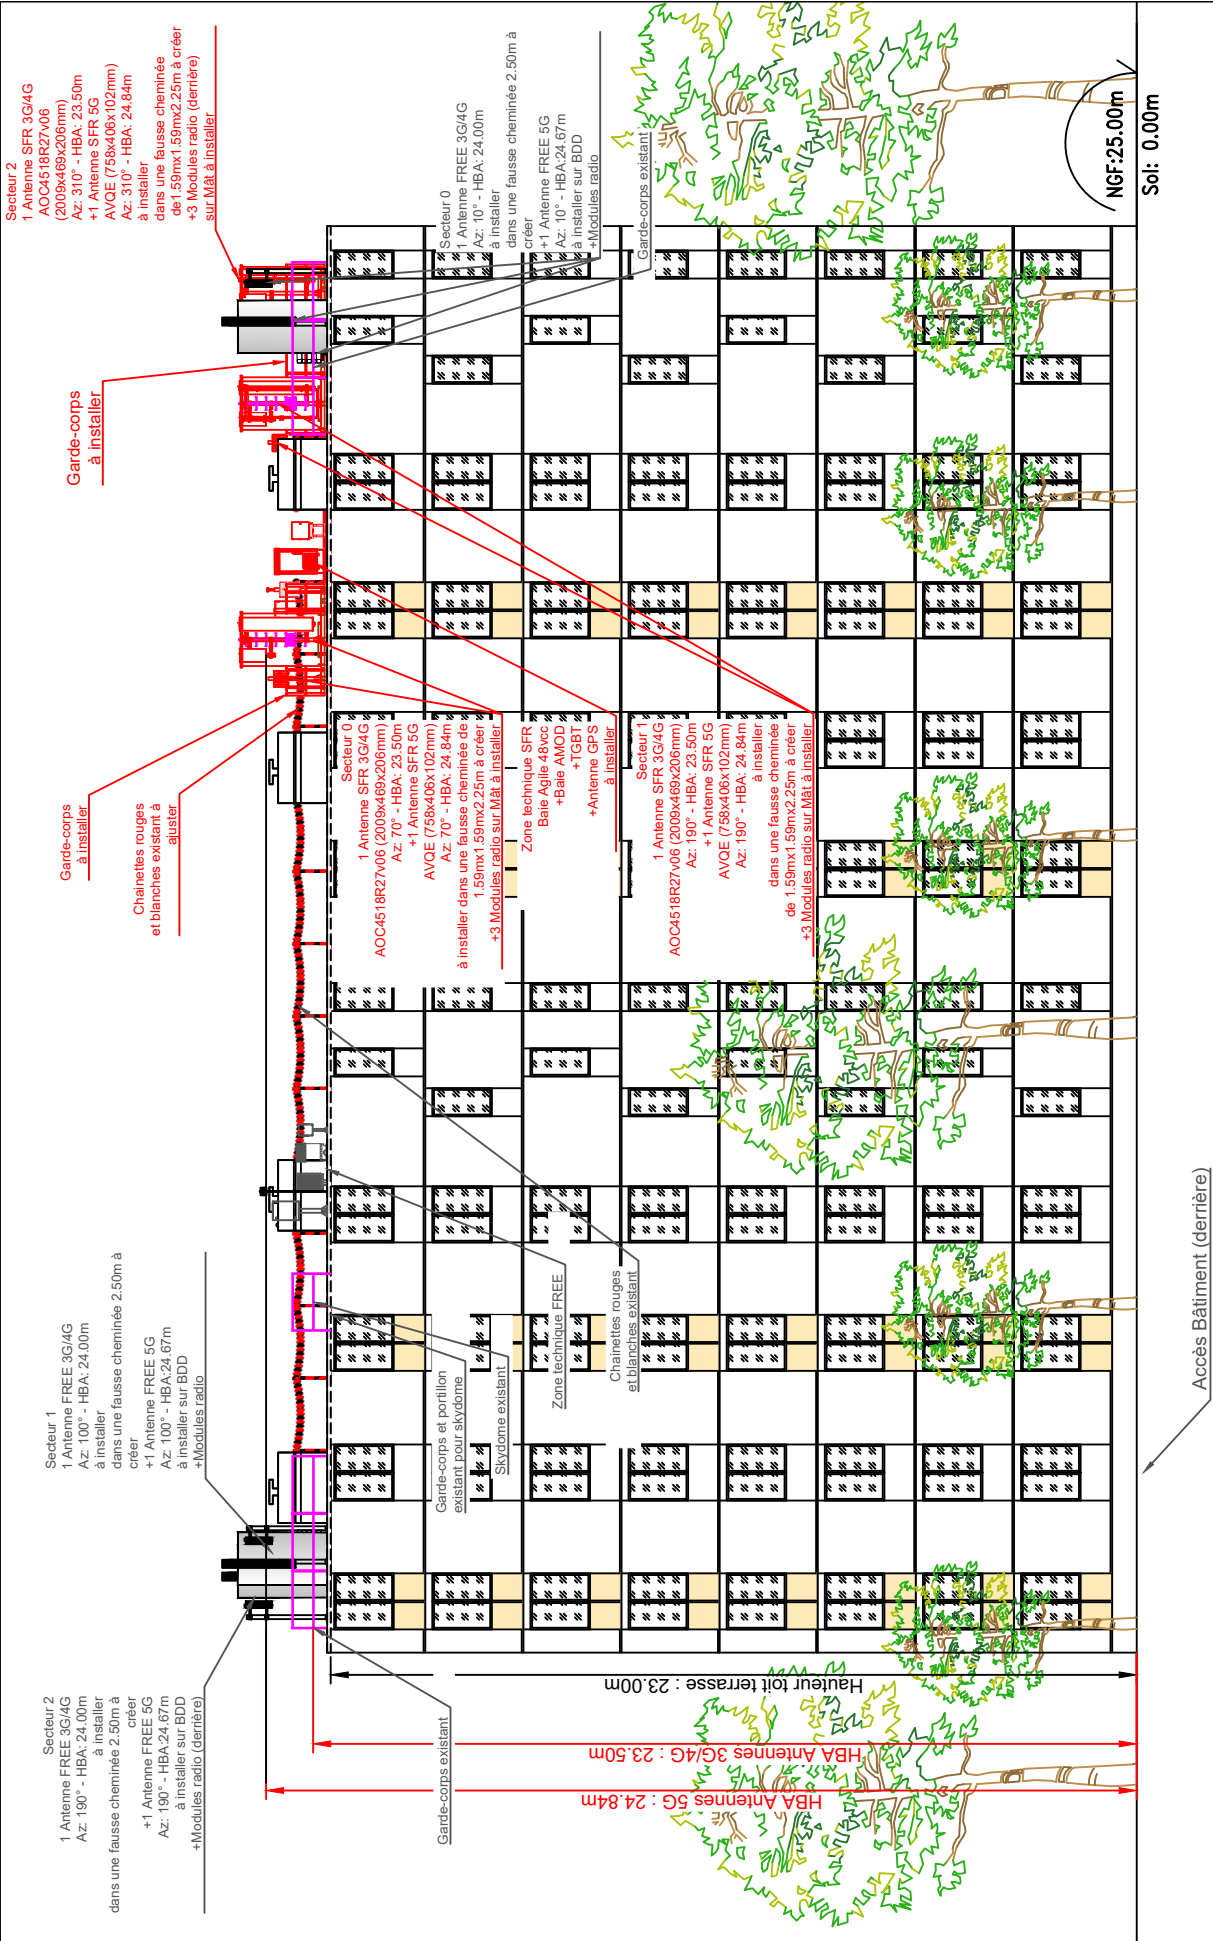 Secteur 2
1 Antenne FREE 3G/4G
Az: 190° - HBA: 24.00m
à installer
dans une fausse cheminée 2.50m à
créer
+1 Antenne FREE 5G
Az: 190° - HBA:24.67m
à installer sur BDD
+Modules radio (derrière)
Secteur 1
1 Antenne FREE 3G/4G
Az: 100° - HBA: 24.00m
à installer
dans une fausse cheminée 2.50m à
créer
+1 Antenne FREE 5G
Az: 100° - HBA:24.67m
à installer sur BDD
+Modules radio
Garde-corps
à installer
Chainettes rouges
et blanches existant à
ajuster
Garde-corps
à installer
Secteur 2
1 Antenne SFR 3G/4G
AOC4518R27v06
(2009x469x206mm)
Az: 310° - HBA: 23.50m
+1 Antenne SFR 5G
AVQE (758x406x102mm)
Az: 310° - HBA: 24.84m
à installer
dans une fausse cheminée
de1.59mx1.59mx2.25m à créer
+3 Modules radio (derrière)
sur Mât à installer
Garde-corps existant
Garde-corps et portillon
existant pour skydome
Skydome existant
Zone technique FREE
Chainettes rouges
et blanches existant
Secteur 0
1 Antenne SFR 3G/4G
AOC4518R27v06 (2009x469x206mm)
Az: 70° - HBA: 23.50m
+1 Antenne SFR 5G
AVQE (758x406x102mm)
Az: 70° - HBA: 24.84m
à installer dans une fausse cheminée de
1.59mx1.59mx2.25m à créer
+3 Modules radio sur Mât à installer
Zone technique SFR
Baie Agile 48vcc
+Baie AMOD
+TGBT
+Antenne GPS
à installer
Secteur 1
1 Antenne SFR 3G/4G
AOC4518R27v06 (2009x469x206mm)
Az: 190° - HBA: 23.50m
+1 Antenne SFR 5G
AVQE (758x406x102mm)
Az: 190° - HBA: 24.84m
à installer
dans une fausse cheminée
de 1.59mx1.59mx2.25m à créer
+3 Modules radio sur Mât à installer
Secteur 0
1 Antenne FREE 3G/4G
Az: 10° - HBA: 24.00m
à installer
dans une fausse cheminée 2.50m à
créer
+1 Antenne FREE 5G
Az: 10° - HBA:24.67m
à installer sur BDD
+Modules radio
Garde-corps existant
HBA Antennes 5G : 24.84m
HBA Antennes 3G/4G : 23.50m
Hauteur toit terrasse : 23.00m
NGF:25.00m
Sol: 0.00m
Accès Bâtiment (derrière)